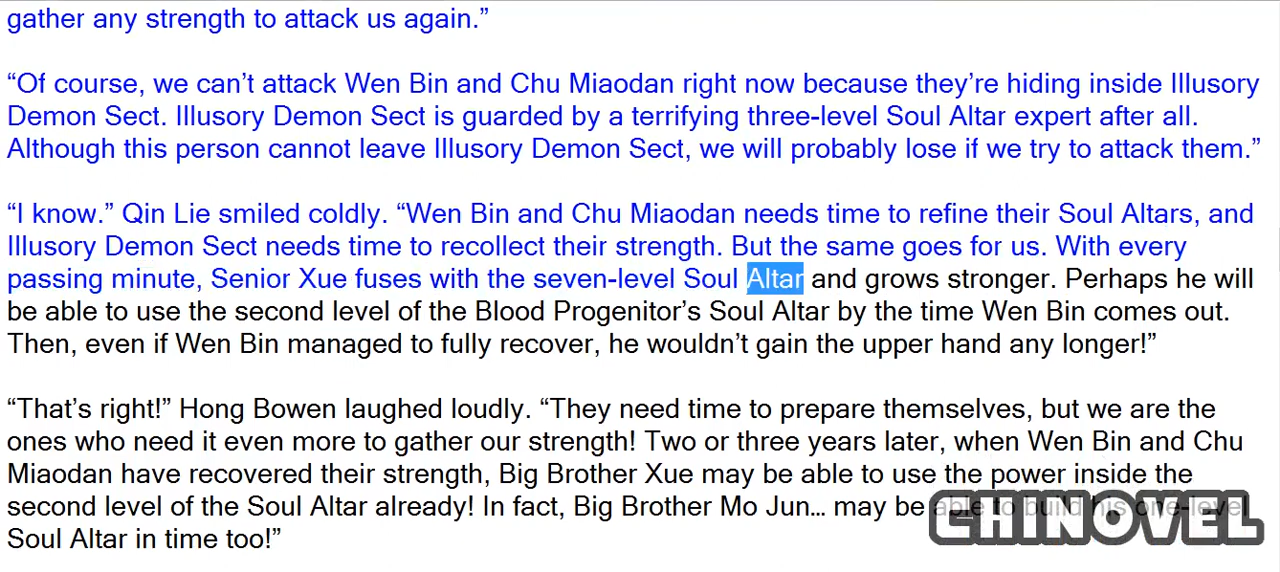 gather any strength to attack us again.”
“Of course, we can’t attack Wen Bin and Chu Miaodan right now because they’re hiding inside Illusory
Demon Sect. Illusory Demon Sect is guarded by a terrifying three-level Soul Altar expert after all.
Although this person cannot leave Illusory Demon Sect, we will probably lose if we try to attack them.”
“I know.” Qin Lie smiled coldly. “Wen Bin and Chu Miaodan needs time to refine their Soul Altars, and
Illusory Demon Sect needs time to recollect their strength. But the same goes for us. With every
passing minute, Senior Xue fuses with the seven-level Soul Altar and grows stronger. Perhaps he will
be able to use the second level of the Blood Progenitor’s Soul Altar by the time Wen Bin comes out.
Then, even if Wen Bin managed to fully recover, he wouldn’t gain the upper hand any longer!”
“That’s right!” Hong Bowen laughed loudly. “They need time to prepare themselves, but we are the
ones who need it even more to gather our strength! Two or three years later, when Wen Bin and Chu
Miaodan have recovered their strength, Big Brother Xue may be able to use the power inside the
second level of the Soul Altar already! In fact, Big Brother Mo Jun… may be able to build his one-level
CHINOVEL
Soul Altar in time too!”